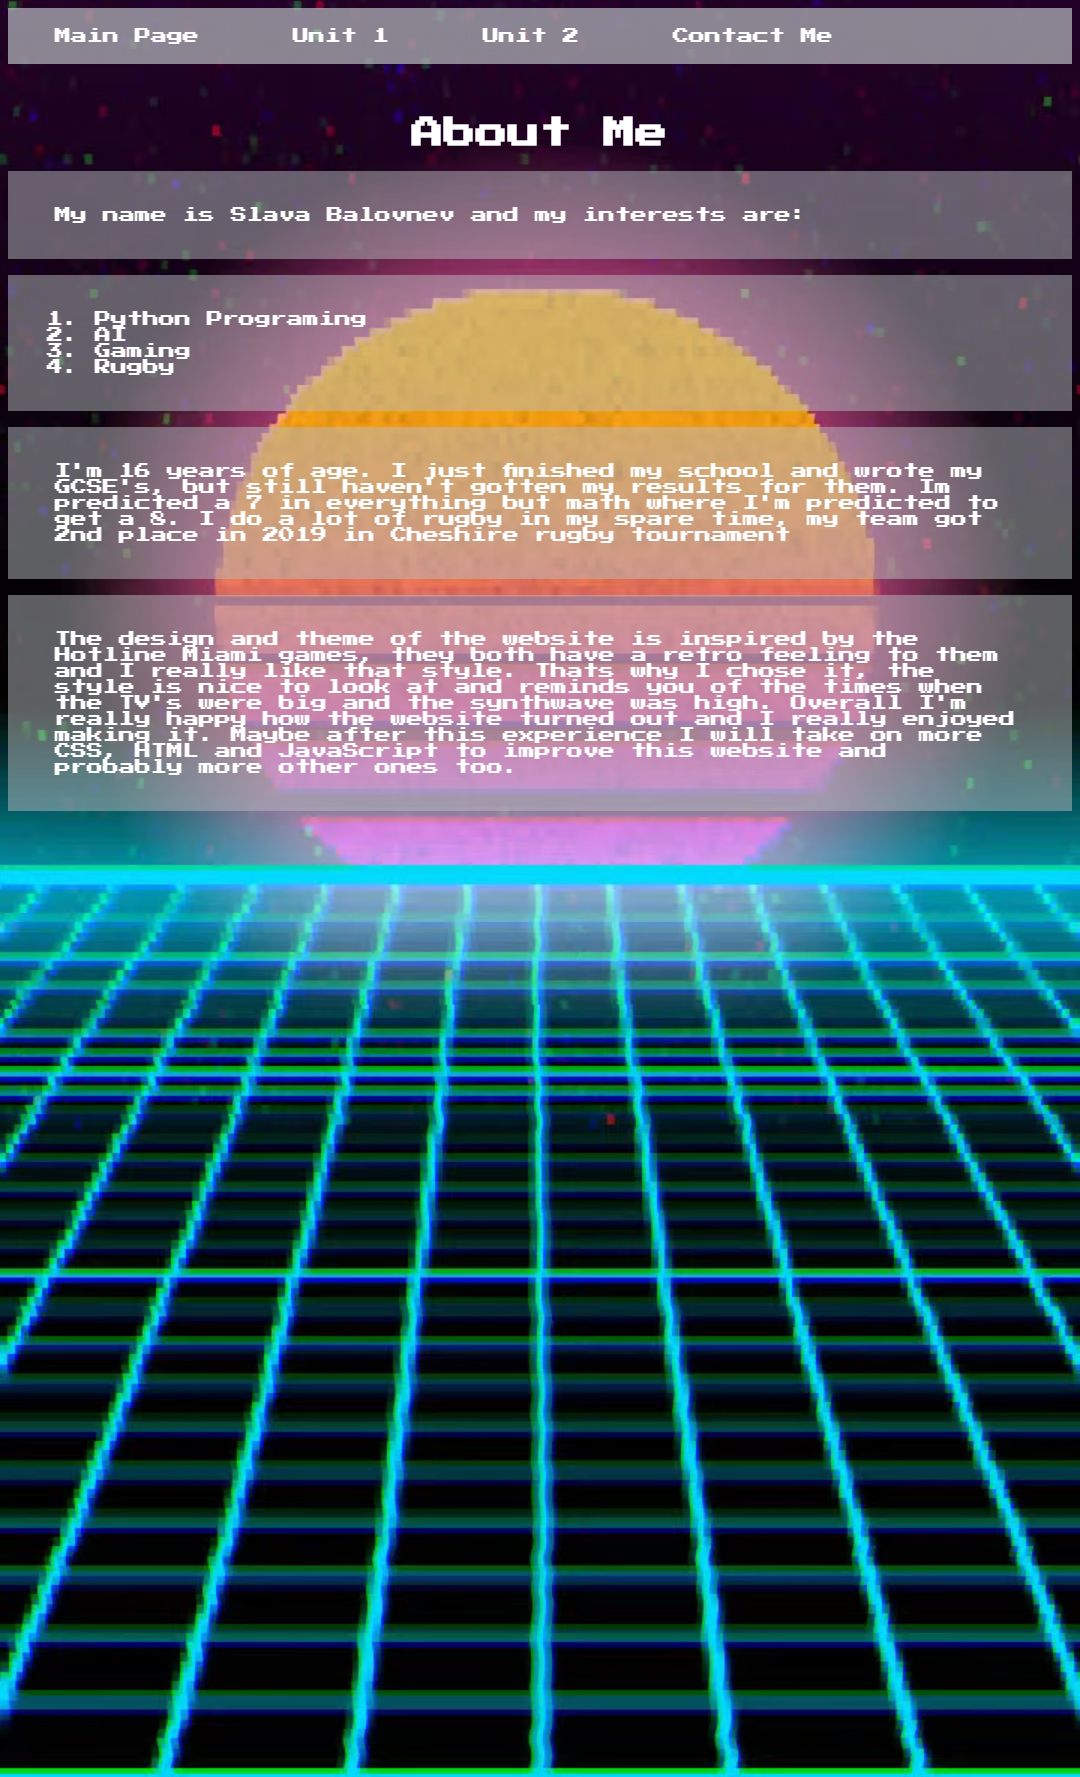 Main Page Unit 1 Unit 2 Contact Me
About Me
My name is Slava Balovnev and my interests are:
1. Python Programing
2. AI
3. Gaming
4. Rugby
I'm 16 years of age. I just finished my school and wrote my
GCSE's, but still haven't gotten my results for them. Im
predicted a 7 in everything but math where I'm predicted to
get a 8. I do a lot of rugby in my spare time, my team got
2nd place in 2019 in Cheshire rugby tournament
The design and theme of the website is inspired by the
Hotline Miami games, they both have a retro feeling to them
and I really like that style. Thats why I chose it, the
style is nice to look at and reminds you of the times when
the TV's were big and the synthwave was high. Overall I'm
really happy how the website turned out and I really enjoyed
making it. Maybe after this experience I will take on more
CSS, HTML and JavaScript to improve this website and
probably more other ones too.